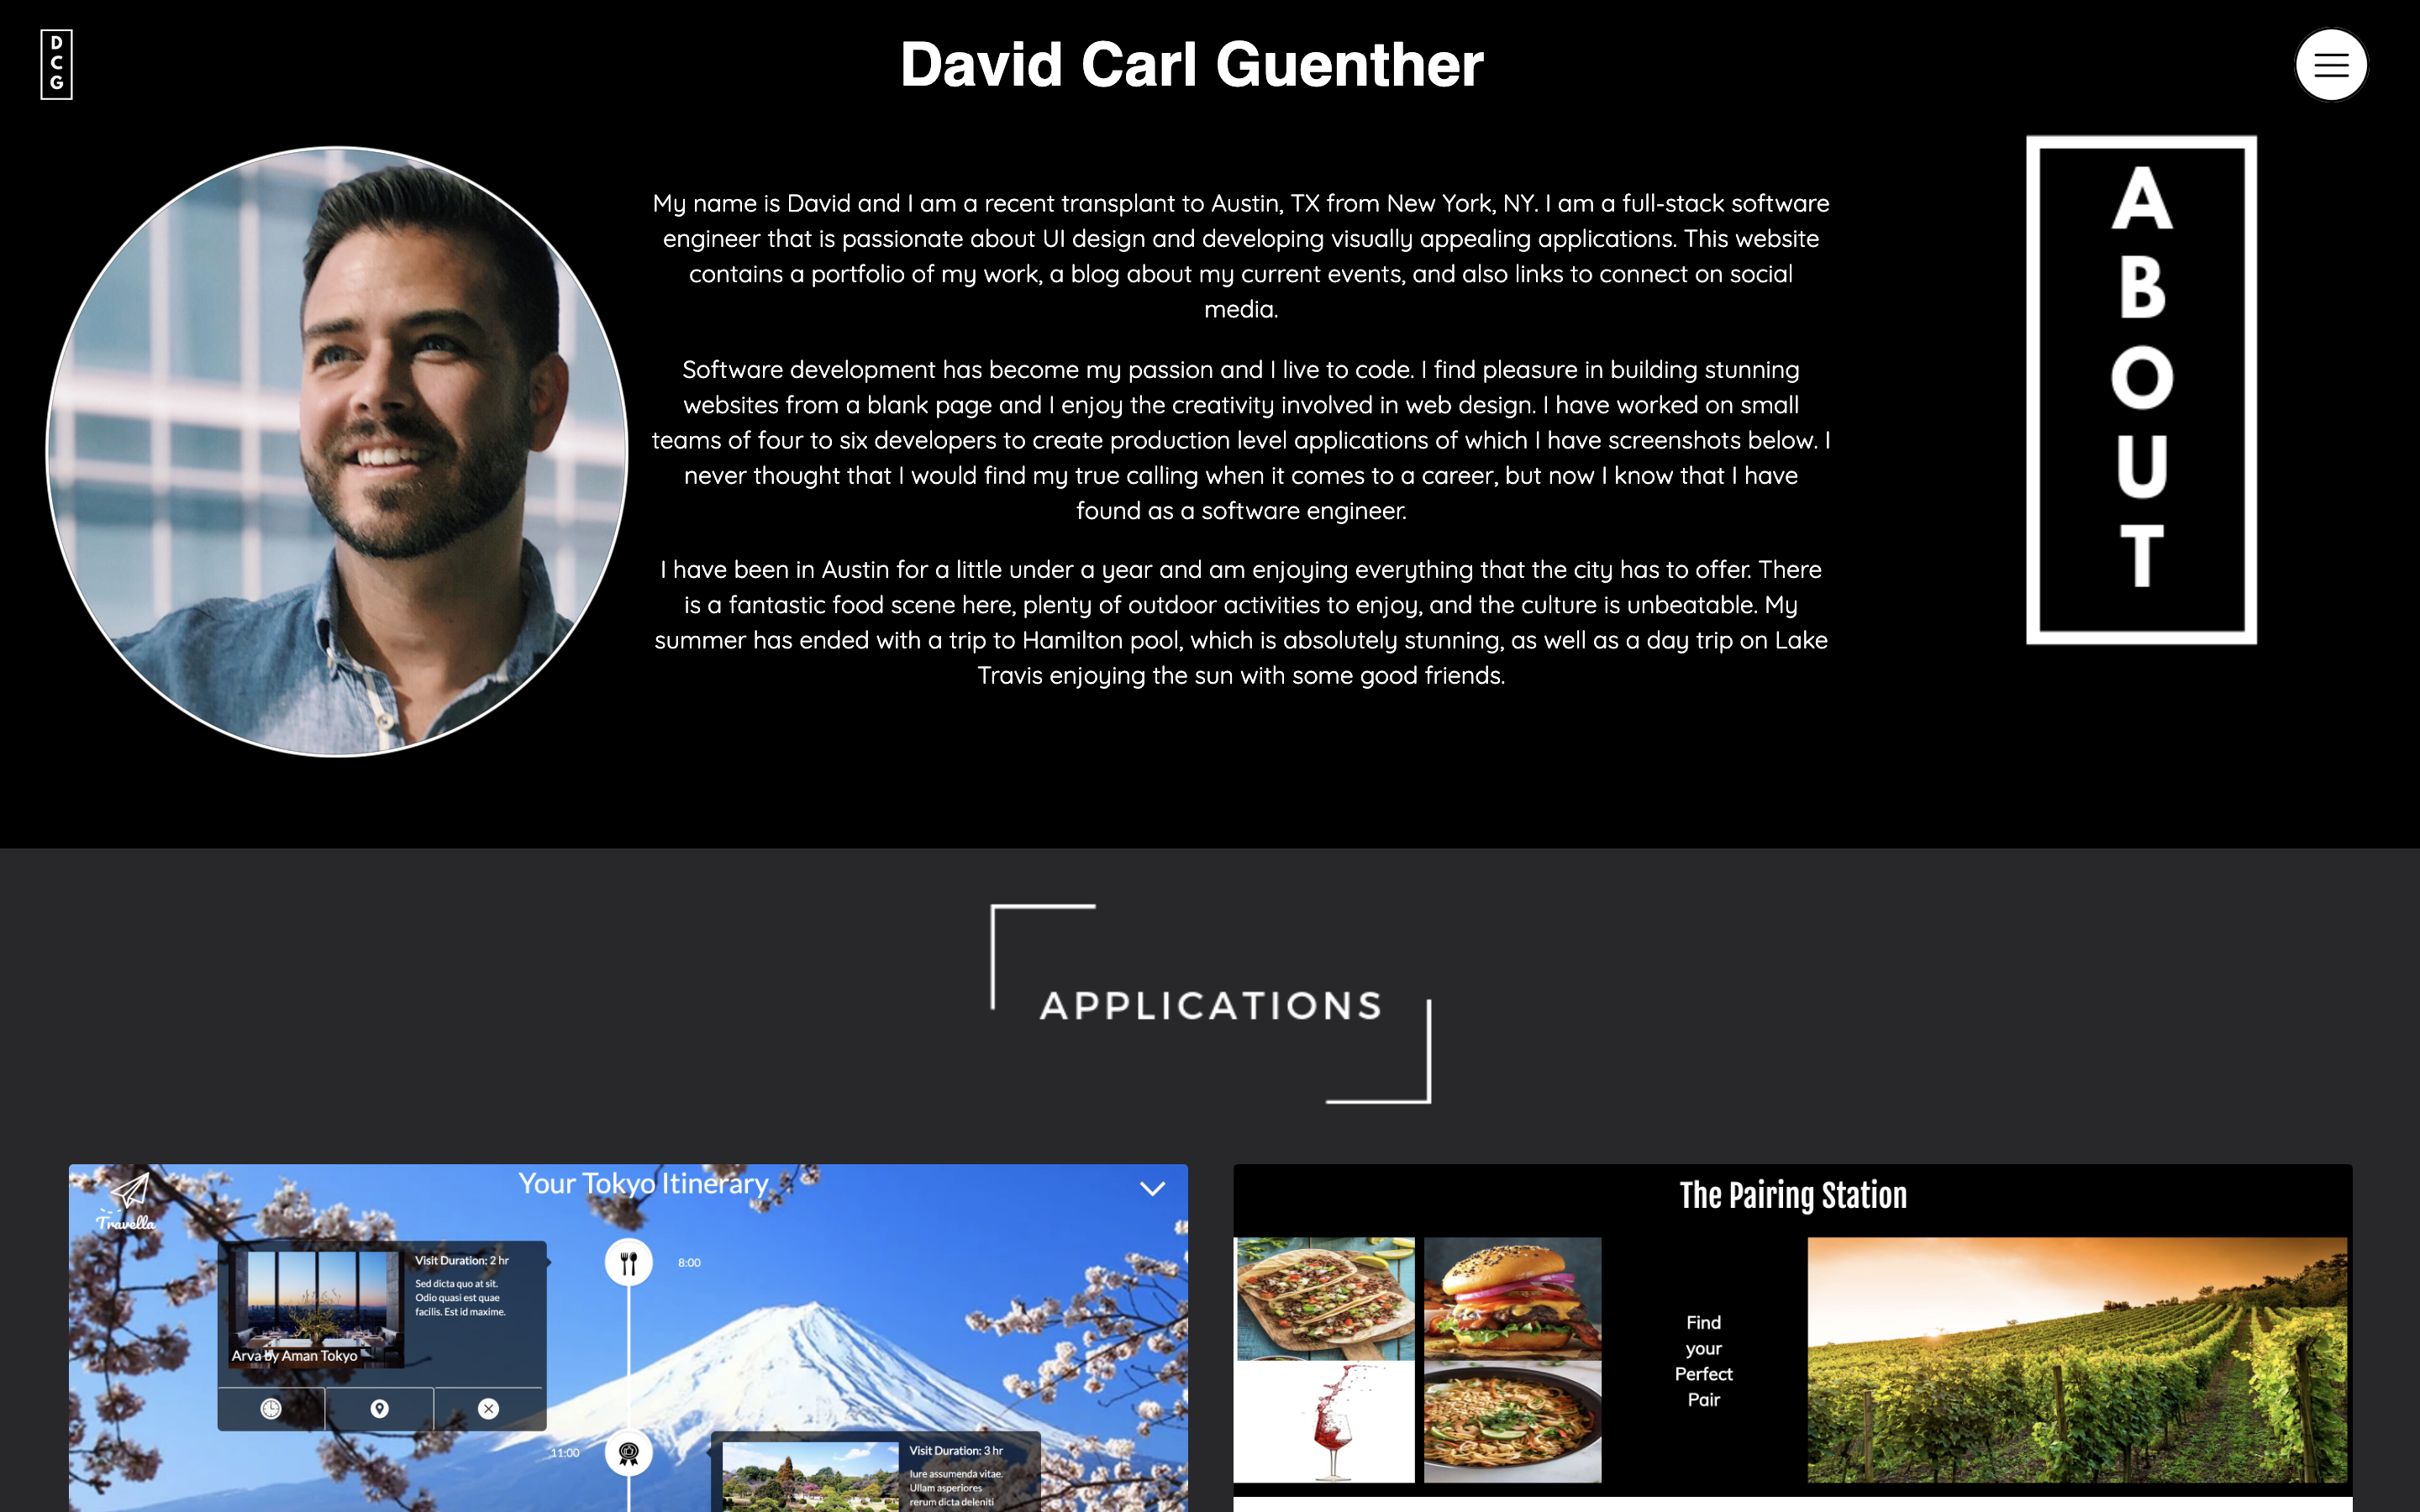 D
C
G
David Carl Guenther
My name is David and I am a recent transplant to Austin, TX from New York, NY. I am a full-stack software
engineer that is passionate about UI design and developing visually appealing applications. This website
contains a portfolio of my work, a blog about my current events, and also links to connect on social
media.
Software development has become my passion and I live to code. I find pleasure in building stunning
websites from a blank page and I enjoy the creativity involved in web design. I have worked on small
teams of four to six developers to create production level applications of which I have screenshots below. I
never thought that I would find my true calling when it comes to a career, but now I know that I have
found as a software engineer.
I have been in Austin for a little under a year and am enjoying everything that the city has to offer. There
is a fantastic food scene here, plenty of outdoor activities to enjoy, and the culture is unbeatable. My
summer has ended with a trip to Hamilton pool, which is absolutely stunning, as well as a day trip on Lake
Travis enjoying the sun with some good friends.
A
B
O
U
T
APPLICATIONS
Travella
Your Tokyo Itinerary
Visit Duration: 2 hr
Sed dicta quo at sit.
Odio quasi est quae
facilis. Est id maxime.
Arva by Aman Tokyo
8:00
11:00
Visit Duration: 3 hr
Iure assumenda vitae.
Ullam asperiores
rerum dicta deleniti
The Pairing Station
Find
your
Perfect
Pair